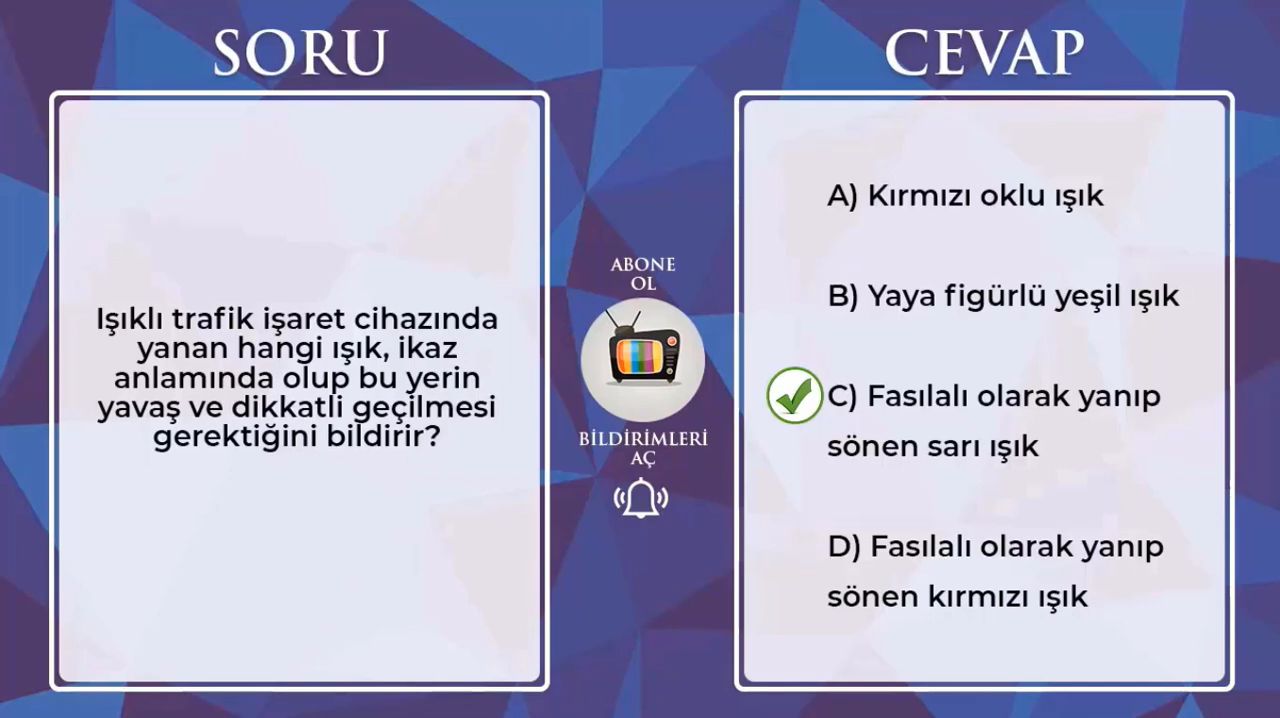 SORU
Işıklı trafik işaret cihazında
yanan hangi ışık, ikaz
anlamında olup bu yerin
yavaş ve dikkatli geçilmesi
gerektiğini bildirir?
ABONE
OL
BİLDİRİMLERİ
AÇ
CEVAP
A) Kırmızı oklu ışık
B) Yaya figürlü yeşil ışık
C) Fasılalı olarak yanıp
sönen sarı ışık
D) Fasılalı olarak yanıp
sönen kırmızı ışık